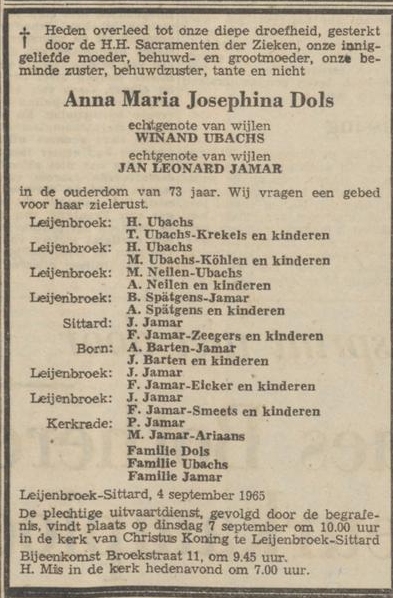 † Heden overleed tot onze diepe droefheid, gesterkt
door de H.H. Sacramenten der Zieken, onze innig-
geliefde moeder, behuwd- en grootmoeder, onze be-
minde zuster, behuwdzuster, tante en nicht
Anna Maria Josephina Dols
echtgenote van wijlen
WINAND UBACHS
echtgenote van wijlen
JAN LEONARD JAMAR
in de ouderdom van 73 jaar. Wij vragen een gebed
voor haar zielerust.
Leijenbroek: H. Ubachs
T. Ubachs-Krekels en kinderen
Leijenbroek: H. Ubachs
M. Ubachs-Köhlen en kinderen
Leijenbroek: M. Neilen-Ubachs
A. Neilen en kinderen
Leijenbroek: B. Spätgens-Jamar
A. Spätgens en kinderen
Sittard: J. Jamar
F. Jamar-Zeegers en kinderen
Born: A. Barten-Jamar
J. Barten en kinderen
Leijenbroek: J. Jamar
F. Jamar-Eicker en kinderen
Leijenbroek: J. Jamar
F. Jamar-Smeets en kinderen
Kerkrade: P. Jamar
M. Jamar-Ariaans
Familie Dols
Familie Ubachs
Familie Jamar
Leijenbroek-Sittard, 4 september 1965
De plechtige uitvaartdienst, gevolgd door de begrafe-
nis, vindt plaats op dinsdag 7 september om 10.00 uur
in de kerk van Christus Koning te Leijenbroek-Sittard
Bijeenkomst Broekstraat 11, om 9.45 uur.
H. Mis in de kerk hedenavond om 7.00 uur.